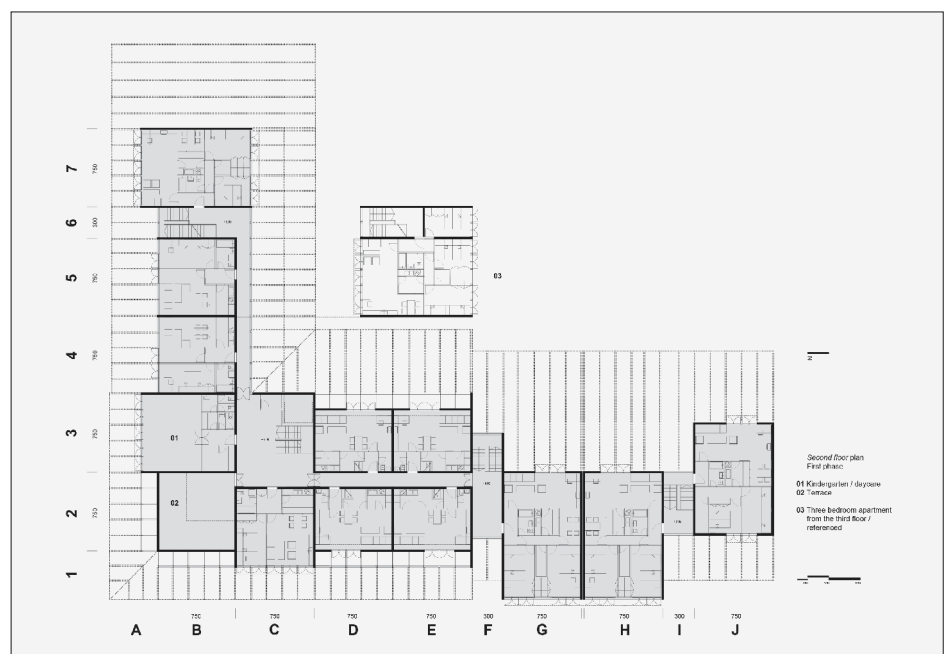 7
750
6
300
5
750
03
4
750
N
3
750
01
Second floor plan
First phase
01 Kindergarten / daycare
02 Terrace
02
2
750
03 Three bedroom apartment
from the third floor /
referenced
1
750 750 750 750 300 750 750 300 750
A B C D E F G H I J